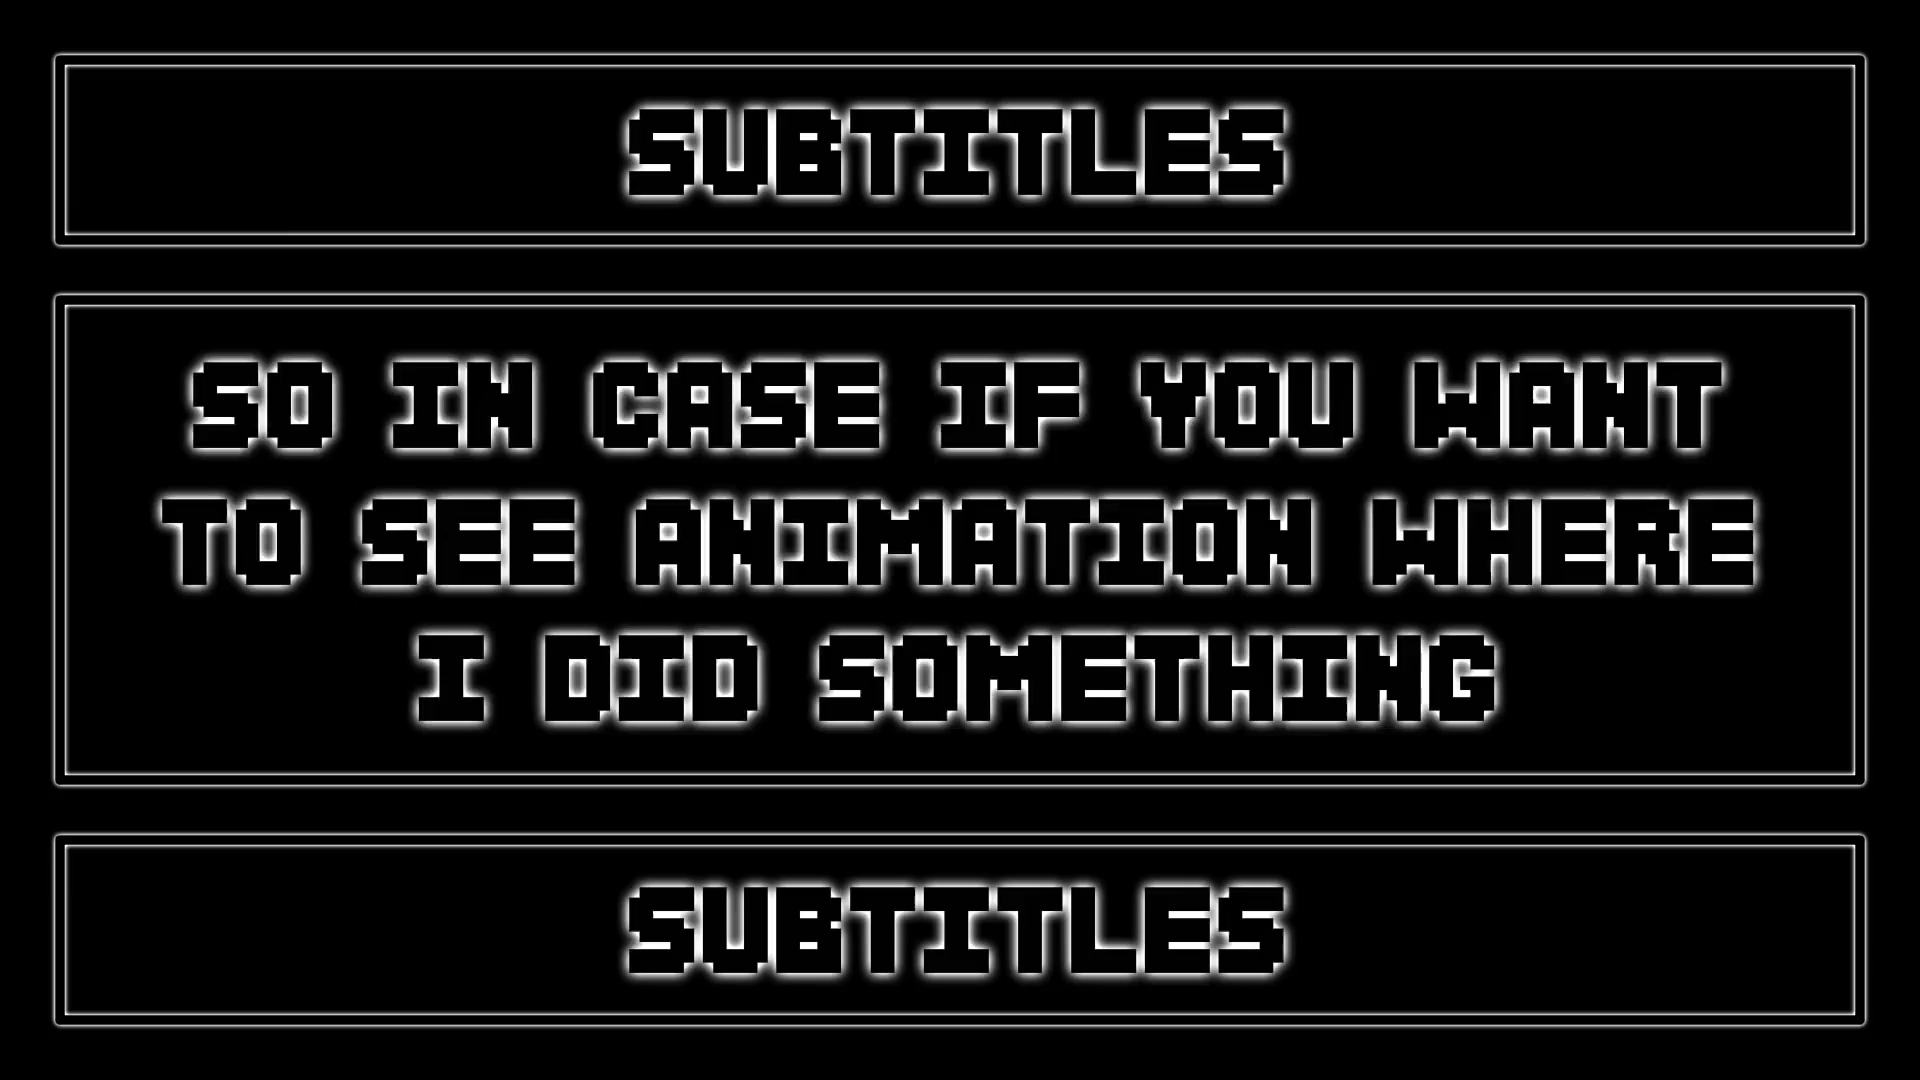 SUBTITLES
SO IN CASE IF YOU WANT
TO SEE ANIMATION WHERE
I DID SOMETHING
SUBTITLES